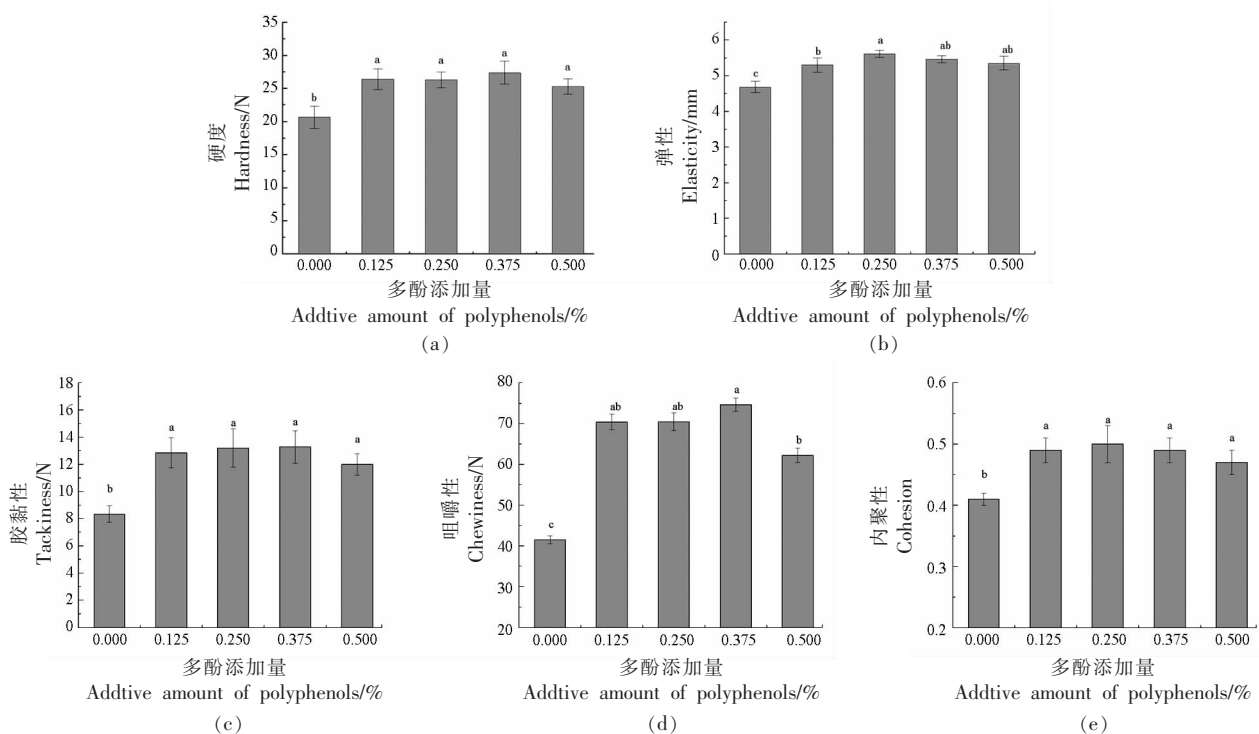 35
30
25
20
15
10
5
0
硬度
Hardness/N
b
a
a
a
a
0.000 0.125 0.250 0.375 0.500
多酚添加量
Addtive amount of polyphenols/%
(a)
6
5
4
3
2
1
0
弹性
Elasticity/mm
c
b
a
ab
ab
0.000 0.125 0.250 0.375 0.500
多酚添加量
Addtive amount of polyphenols/%
(b)
18
16
14
12
10
8
6
4
2
0
胶黏性
Tackiness/N
b
a
a
a
a
0.000 0.125 0.250 0.375 0.500
多酚添加量
Addtive amount of polyphenols/%
(c)
80
70
60
50
40
30
20
咀嚼性
Chewiness/N
c
ab
ab
a
b
0.000 0.125 0.250 0.375 0.500
多酚添加量
Addtive amount of polyphenols/%
(d)
0.6
0.5
0.4
0.3
0.2
内聚性
Cohesion
b
a
a
a
a
0.000 0.125 0.250 0.375 0.500
多酚添加量
Addtive amount of polyphenols/%
(e)